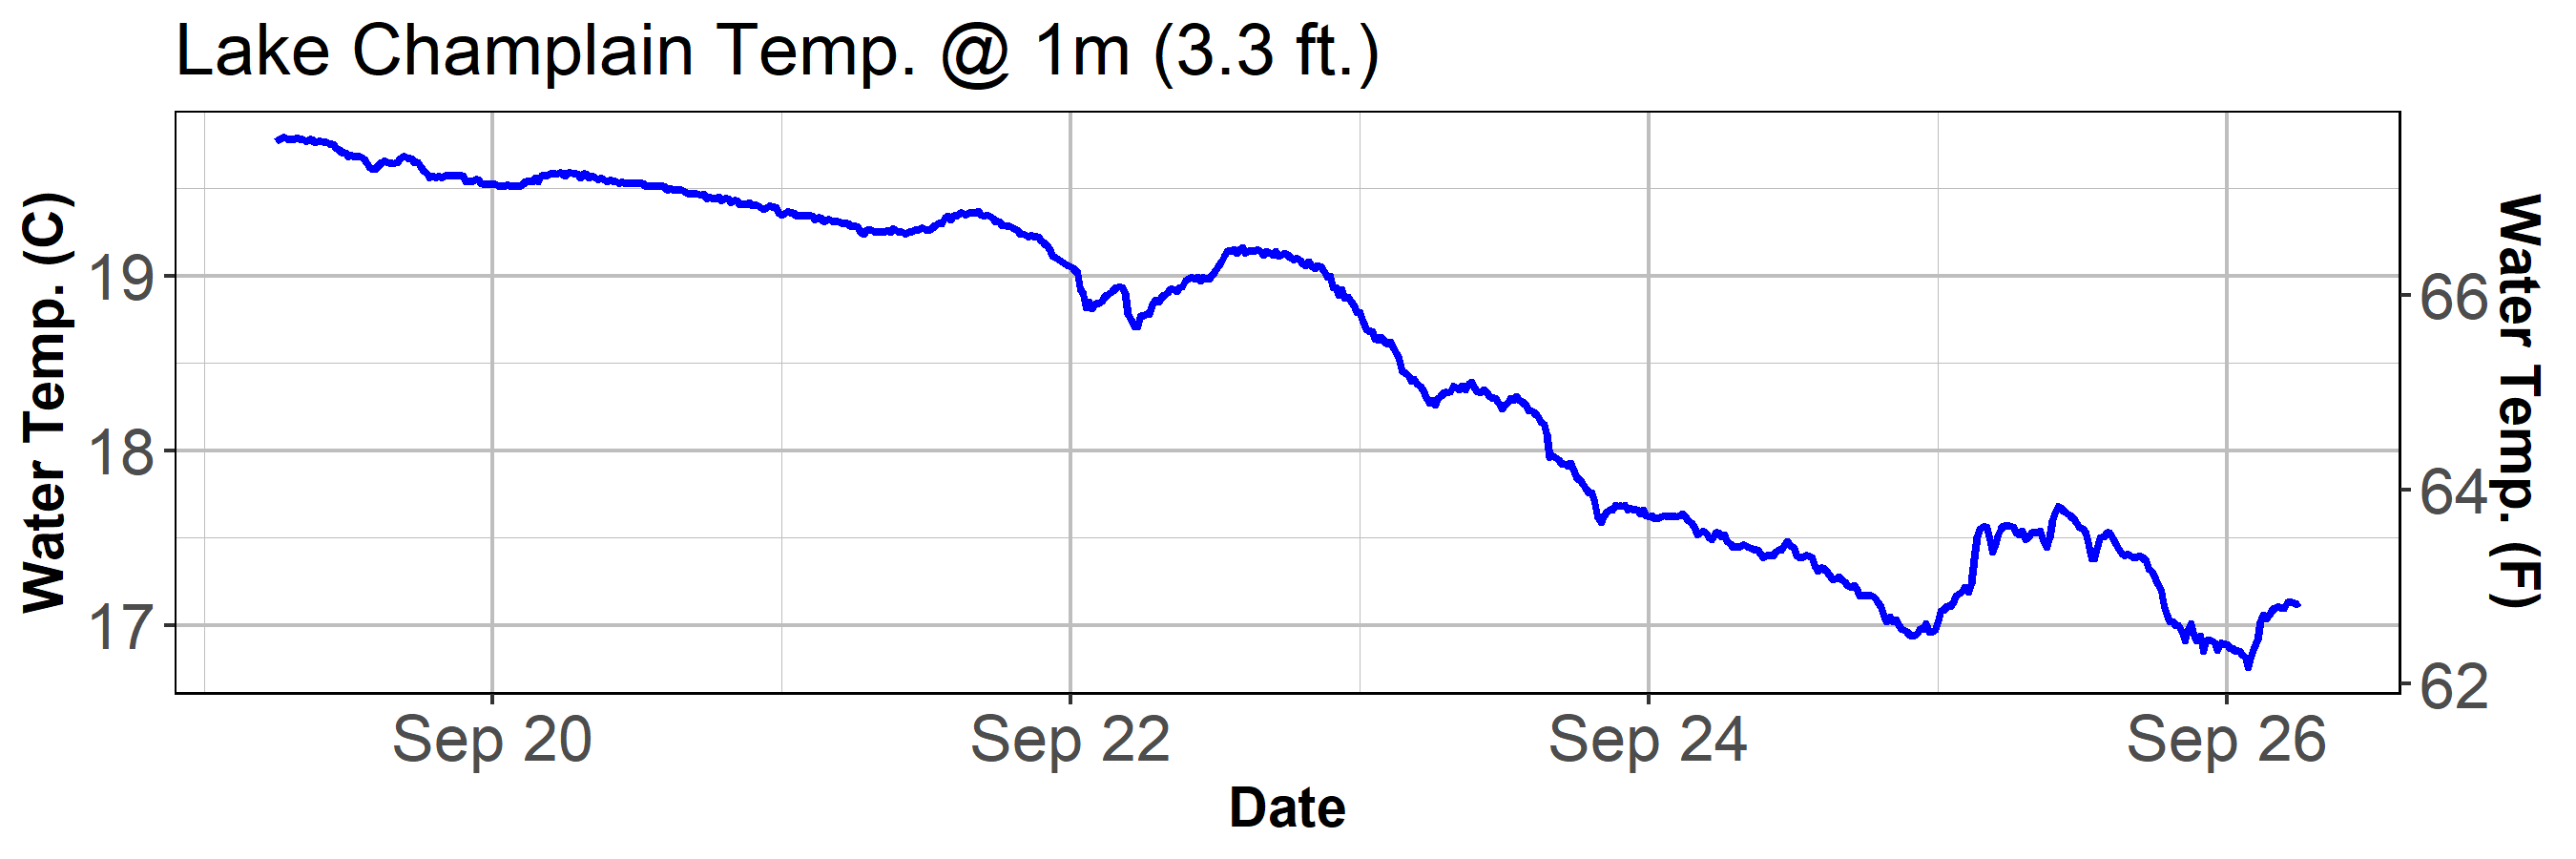 Lake Champlain Temp. @ 1m (3.3 ft.)
Water Temp. (C)
19
18
17
66
64
62
Water Temp. (F)
Sep 20
Sep 22
Sep 24
Sep 26
Date